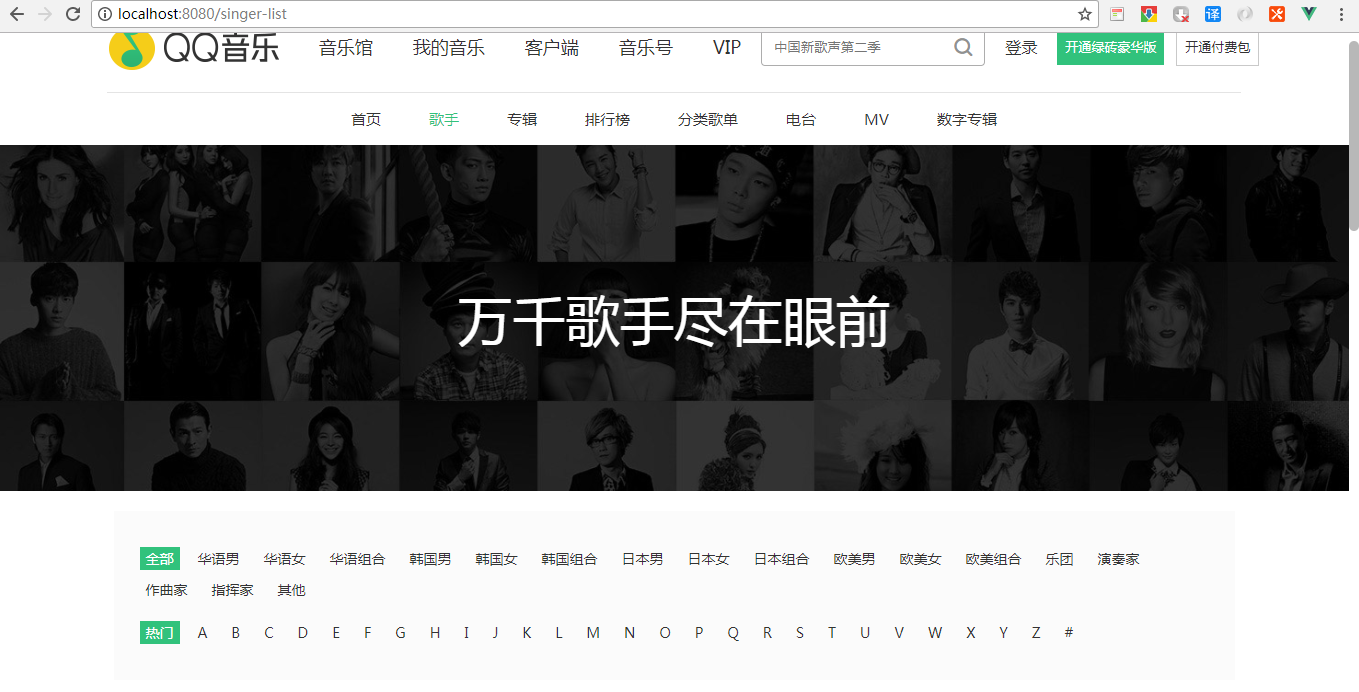 localhost:8080/singer-list
QQ音乐 音乐馆 我的音乐 客户端 音乐号 VIP 中国新歌声第二季 登录 开通绿砖豪华版 开通付费包
首页 歌手 专辑 排行榜 分类歌单 电台 MV 数字专辑
万千歌手尽在眼前
全部 华语男 华语女 华语组合 韩国男 韩国女 韩国组合 日本男 日本女 日本组合 欧美男 欧美女 欧美组合 乐团 演奏家
作曲家 指挥家 其他
热门 A B C D E F G H I J K L M N O P Q R S T U V W X Y Z #